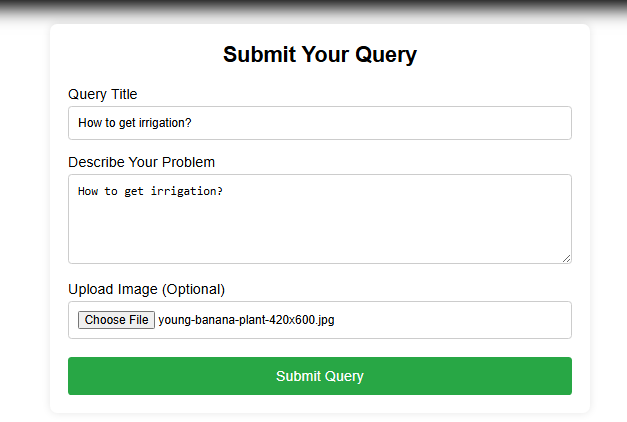 Submit Your Query
Query Title
How to get irrigation?
Describe Your Problem
How to get irrigation?
Upload Image (Optional)
Choose File young-banana-plant-420x600.jpg
Submit Query